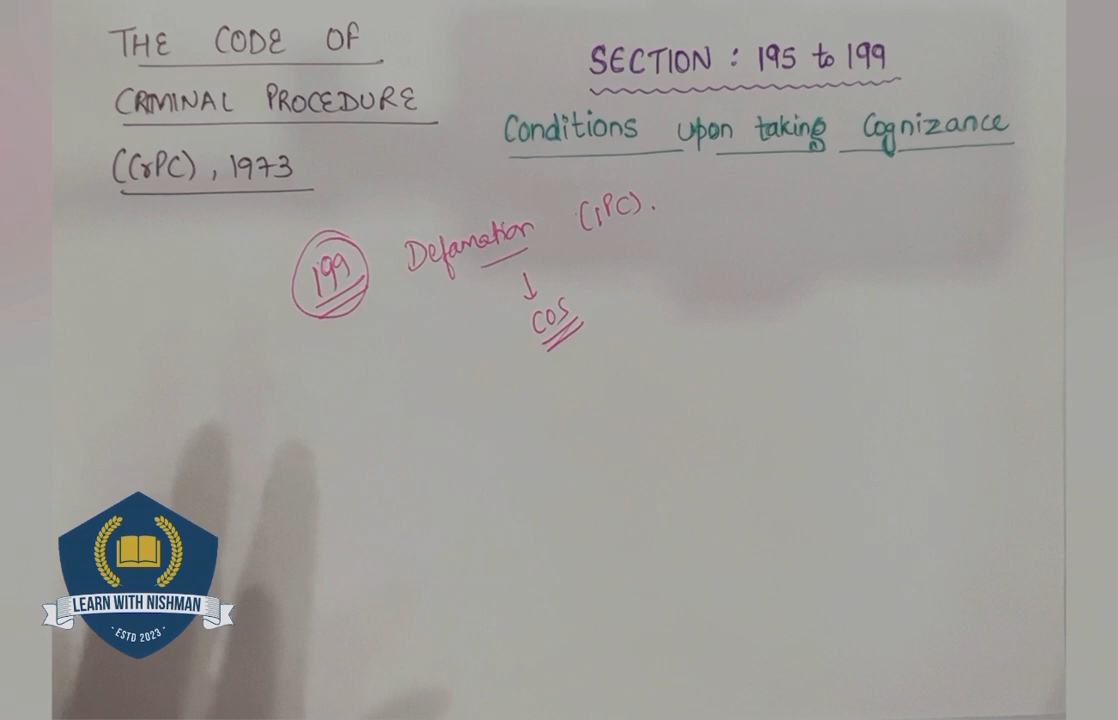 THE CODE OF
CRMINAL PROCEDURE
(CrPC), 1973
SECTION : 195 to 199
Conditions upon taking Cognizance
199 Defamation (IPC).
↓
COS
LEARN WITH NISHMAN
· ESTD 2023 ·